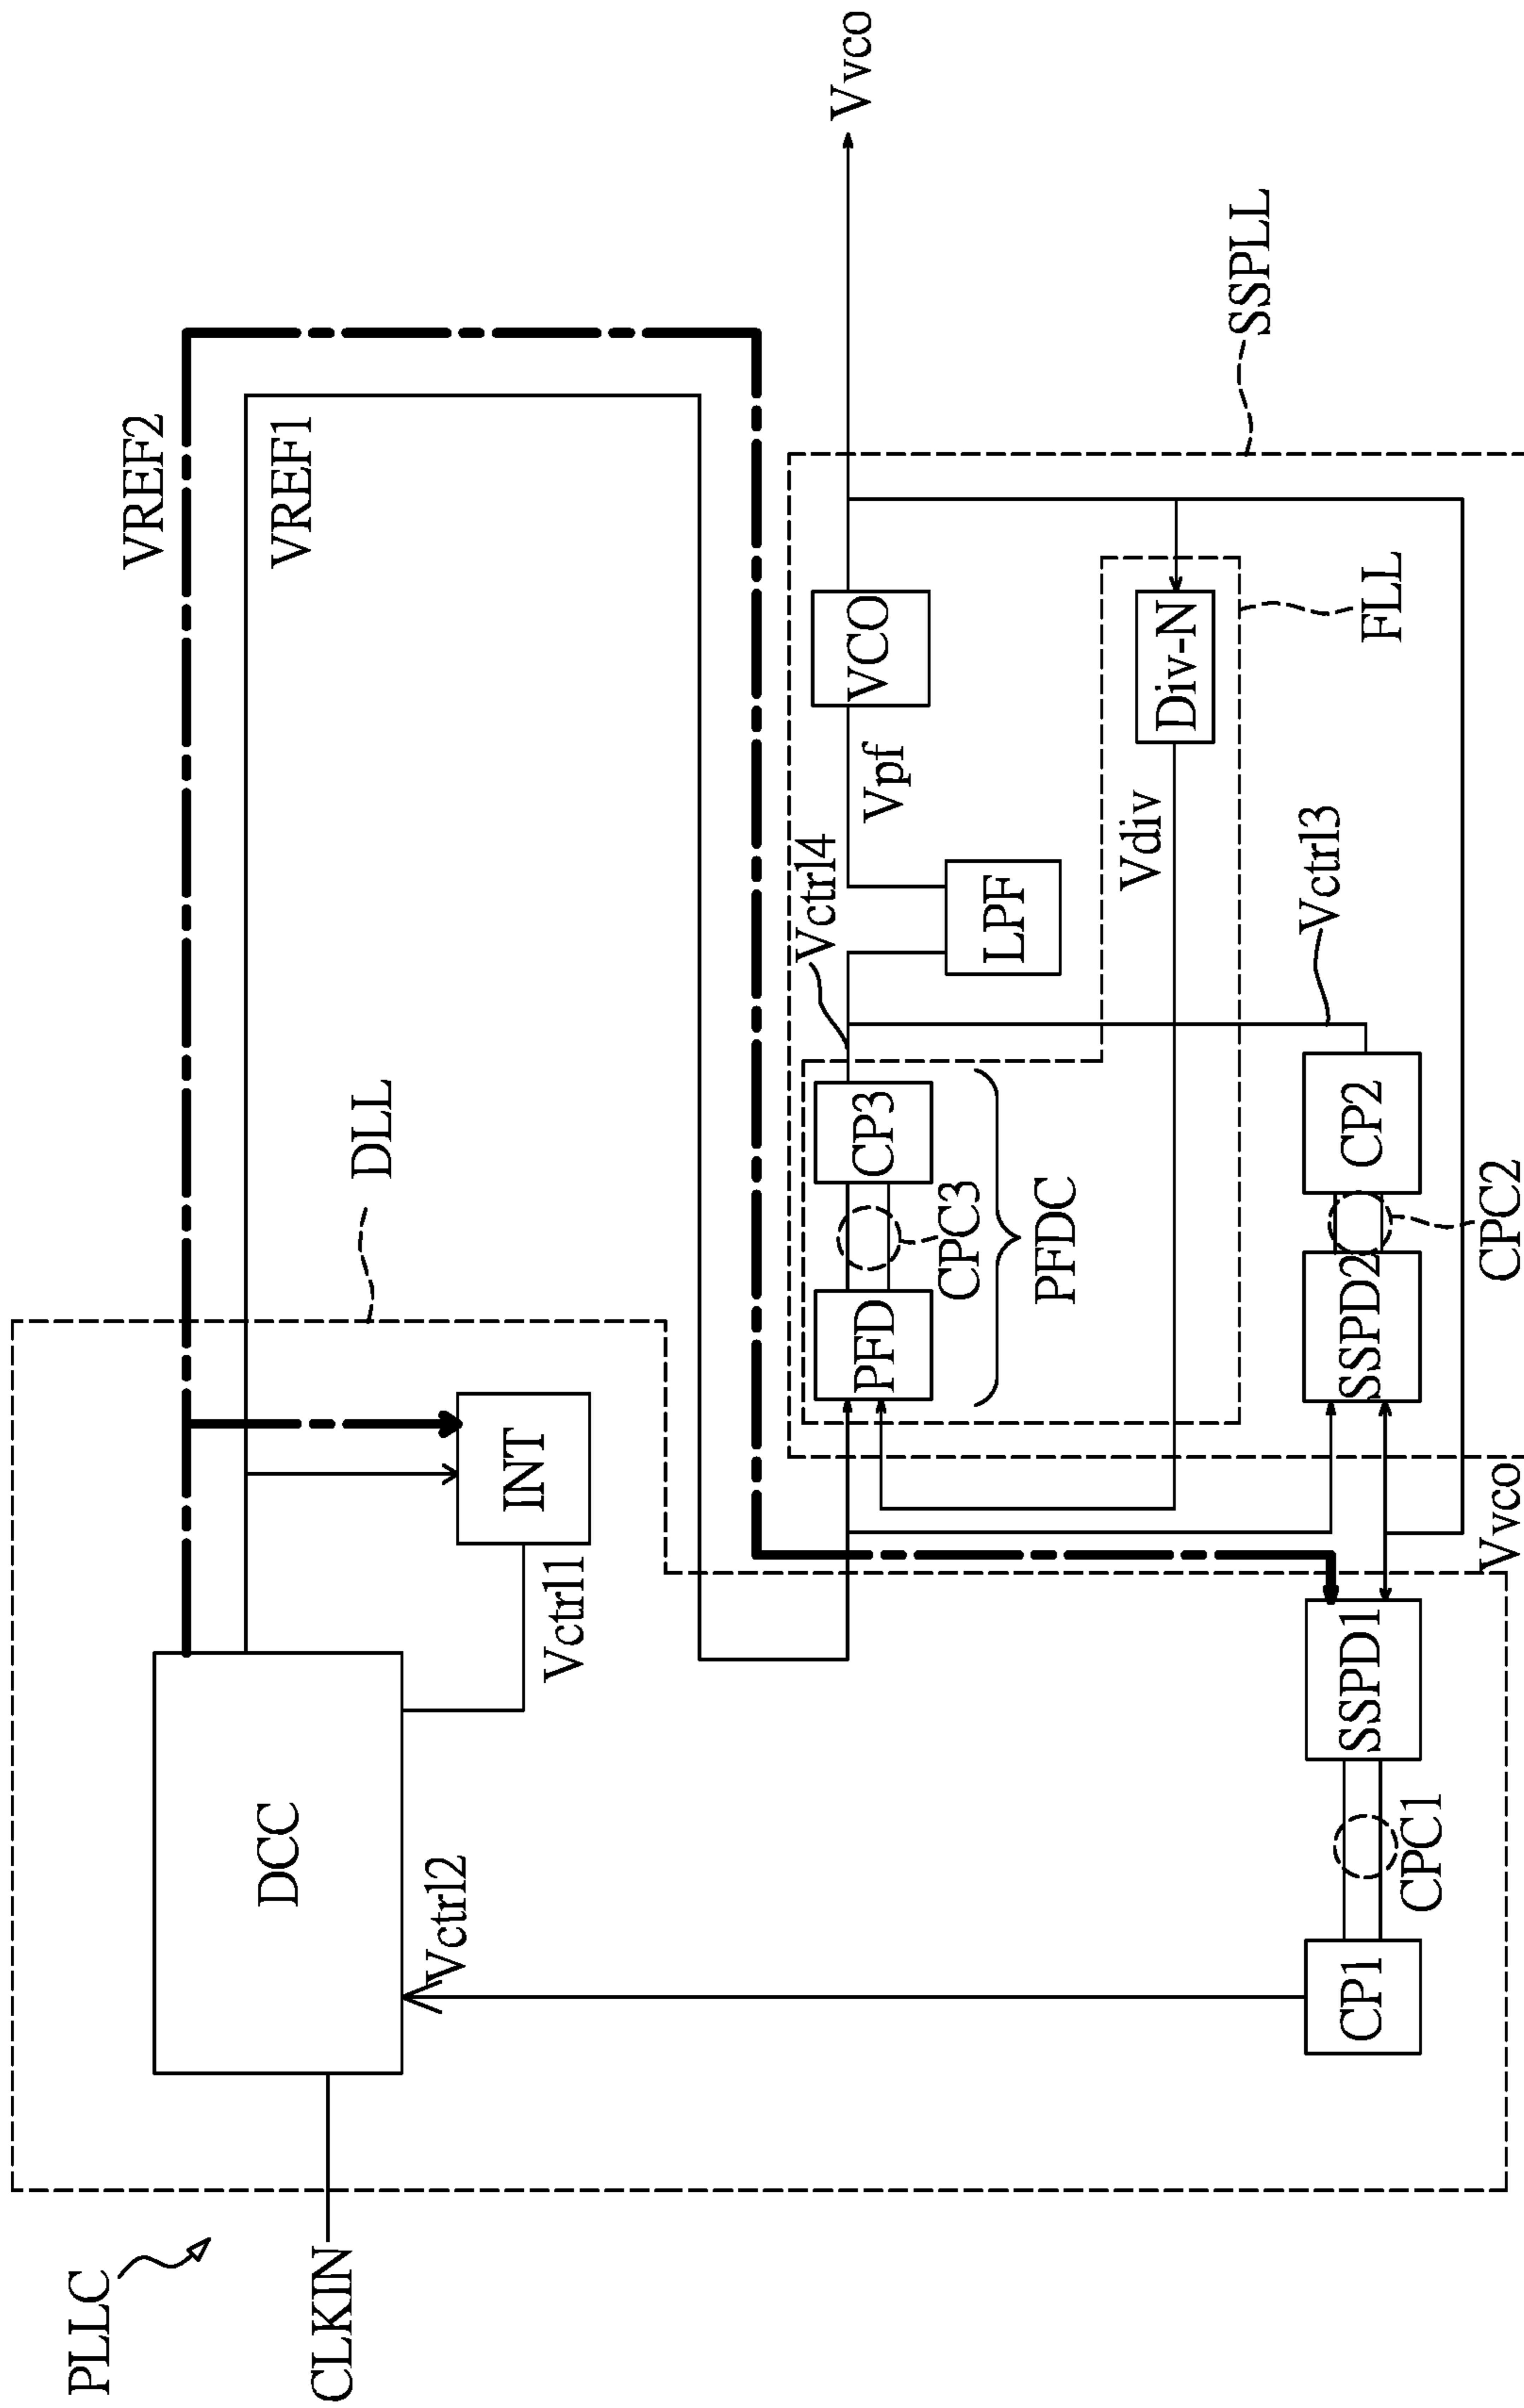 PLLC
CLKIN
DCC
VREF2
VREF1
DLL
INT
Vctrl1
Vctrl2
CP1
CPC1
SSPD1
Vvco
PFD
CPC3
CP3
PFDC
Vctrl4
LPF
Vpf
VCO
Vvco
SSPLL
Vdiv
Div-N
FLL
SSPD2
CPC2
CP2
Vctrl3